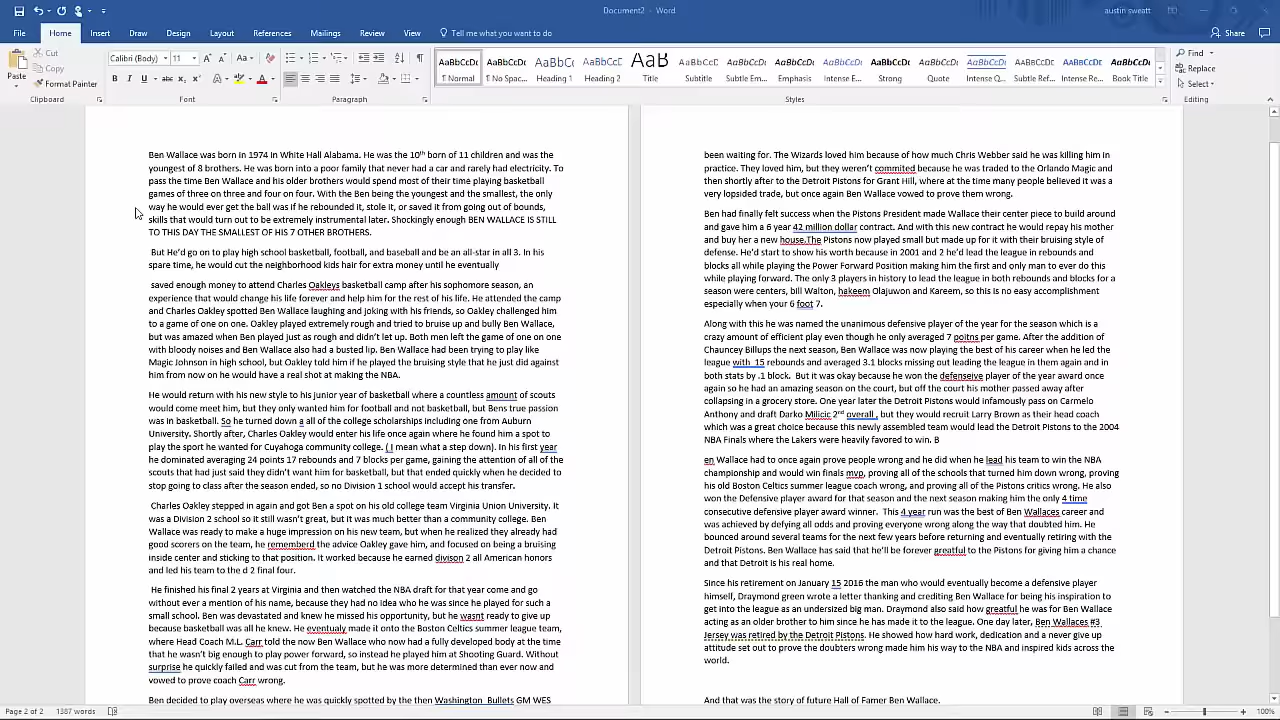 Document2 - Word
austin sweatt
File Home Insert Draw Design Layout References Mailings Review View Tell me what you want to do Share
Paste
Cut
Copy
Format Painter
Clipboard
Calibri (Body) 11
Font
Paragraph
¶ Normal ¶ No Spac... Heading 1 Heading 2 Title Subtitle Subtle Em... Emphasis Intense E... Strong Quote Intense Q... Subtle Ref... Intense Re... Book Title
Styles
Find
Replace
Select
Editing
Ben Wallace was born in 1974 in White Hall Alabama. He was the 10th born of 11 children and was the
youngest of 8 brothers. He was born into a poor family that never had a car and rarely had electricity. To
pass the time Ben Wallace and his older brothers would spend most of their time playing basketball
games of three on three and four on four. With the Ben being the youngest and the smallest, the only
way he would ever get the ball was if he rebounded it, stole it, or saved it from going out of bounds,
skills that would turn out to be extremely instrumental later. Shockingly enough BEN WALLACE IS STILL
TO THIS DAY THE SMALLEST OF HIS 7 OTHER BROTHERS.
But He'd go on to play high school basketball, football, and baseball and be an all-star in all 3. In his
spare time, he would cut the neighborhood kids hair for extra money until he eventually
saved enough money to attend Charles Oakleys basketball camp after his sophomore season, an
experience that would change his life forever and help him for the rest of his life. He attended the camp
and Charles Oakley spotted Ben Wallace laughing and joking with his friends, so Oakley challenged him
to a game of one on one. Oakley played extremely rough and tried to bruise up and bully Ben Wallace,
but was amazed when Ben played just as rough and didn't let up. Both men left the game of one on one
with bloody noises and Ben Wallace also had a busted lip. Ben Wallace had been trying to play like
Magic Johnson in high school, but Oakley told him if he played the bruising style that he just did against
him from now on he would have a real shot at making the NBA.
He would return with his new style to his junior year of basketball where a countless amount of scouts
would come meet him, but they only wanted him for football and not basketball, but Bens true passion
was in basketball. So he turned down a all of the college scholarships including one from Auburn
University. Shortly after, Charles Oakley would enter his life once again where he found him a spot to
play the sport he wanted for Cuyahoga community college. ( I mean what a step down). In his first year
he dominated averaging 24 points 17 rebounds and 7 blocks per game, gaining the attention of all of the
scouts that had just said they didn't want him for basketball, but that ended quickly when he decided to
stop going to class after the season ended, so no Division 1 school would accept his transfer.
Charles Oakley stepped in again and got Ben a spot on his old college team Virginia Union University. It
was a Division 2 school so it still wasn't great, but it was much better than a community college. Ben
Wallace was ready to make a huge impression on his new team, but when he realized they already had
good scorers on the team, he rememberd the advice Oakley gave him, and focused on being a bruising
inside center and sticking to that position. It worked because he earned divison 2 all American honors
and led his team to the d 2 final four.
He finished his final 2 years at Virginia and then watched the NBA draft for that year come and go
without ever a mention of his name, because they had no idea who he was since he played for such a
small school. Ben was devastated and knew he missed his opportunity, but he wasnt ready to give up
because basketball was all he knew. He eventualy made it onto the Boston Celtics summer league team,
where Head Coach M.L. Carr told the now Ben Wallace who now had a fully developed body at the time
that he wasn't big enough to play power forward, so instead he played him at Shooting Guard. Without
surprise he quickly failed and was cut from the team, but he was more determined than ever now and
vowed to prove coach Carr wrong.
Ben decided to play overseas where he was quickly spotted by the then Washington Bullets GM WES
been waiting for. The Wizards loved him because of how much Chris Webber said he was killing him in
practice. They loved him, but they weren't commited because he was traded to the Orlando Magic and
then shortly after to the Detroit Pistons for Grant Hill, where at the time many people believed it was a
very lopsided trade, but once again Ben Wallace vowed to prove them wrong.
Ben had finally felt success when the Pistons President made Wallace their center piece to build around
and gave him a 6 year 42 million dollar contract. And with this new contract he would repay his mother
and buy her a new house.The Pistons now played small but made up for it with their bruising style of
defense. He'd start to show his worth because in 2001 and 2 he'd lead the league in rebounds and
blocks all while playing the Power Forward Position making him the first and only man to ever do this
while playing forward. The only 3 players in history to lead the league in both rebounds and blocks for a
season were centers, bill Walton, hakeem Olajuwon and Kareem, so this is no easy accomplishment
especially when your 6 foot 7.
Along with this he was named the unanimous defensive player of the year for the season which is a
crazy amount of efficient play even though he only averaged 7 poitns per game. After the addition of
Chauncey Billups the next season, Ben Wallace was now playing the best of his career when he led the
league with 15 rebounds and averaged 3.1 blocks missing out leading the league in them again and in
both stats by .1 block. But it was okay because he won the defenseive player of the year award once
again so he had an amazing season on the court, but off the court his mother passed away after
collapsing in a grocery store. One year later the Detroit Pistons would infamously pass on Carmelo
Anthony and draft Darko Milicic 2nd overall , but they would recruit Larry Brown as their head coach
which was a great choice because this newly assembled team would lead the Detroit Pistons to the 2004
NBA Finals where the Lakers were heavily favored to win. B
en Wallace had to once again prove people wrong and he did when he lead his team to win the NBA
championship and would win finals mvp, proving all of the schools that turned him down wrong, proving
his old Boston Celtics summer league coach wrong, and proving all of the Pistons critics wrong. He also
won the Defensive player award for that season and the next season making him the only 4 time
consecutive defensive player award winner. This 4 year run was the best of Ben Wallaces career and
was achieved by defying all odds and proving everyone wrong along the way that doubted him. He
bounced around several teams for the next few years before returning and eventually retiring with the
Detroit Pistons. Ben Wallace has said that he'll be forever greatful to the Pistons for giving him a chance
and that Detroit is his real home.
Since his retirement on January 15 2016 the man who would eventually become a defensive player
himself, Draymond green wrote a letter thanking and crediting Ben Wallace for being his inspiration to
get into the league as an undersized big man. Draymond also said how greatful he was for Ben Wallace
acting as an older brother to him since he has made it to the league. One day later, Ben Wallaces #3
Jersey was retired by the Detroit Pistons. He showed how hard work, dedication and a never give up
attitude set out to prove the doubters wrong made him his way to the NBA and inspired kids across the
world.
And that was the story of future Hall of Famer Ben Wallace.
Page 2 of 2 1387 words
100%